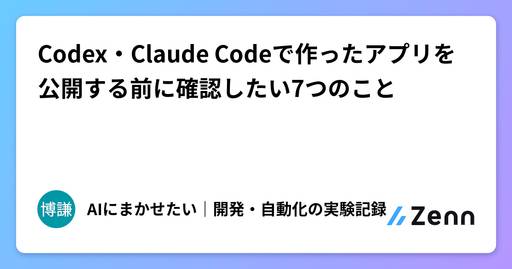 Codex・Claude Codeで作ったアプリを
公開する前に確認したい7つのこと
博謙
AIにまかせたい｜開発・自動化の実験記録
Zenn